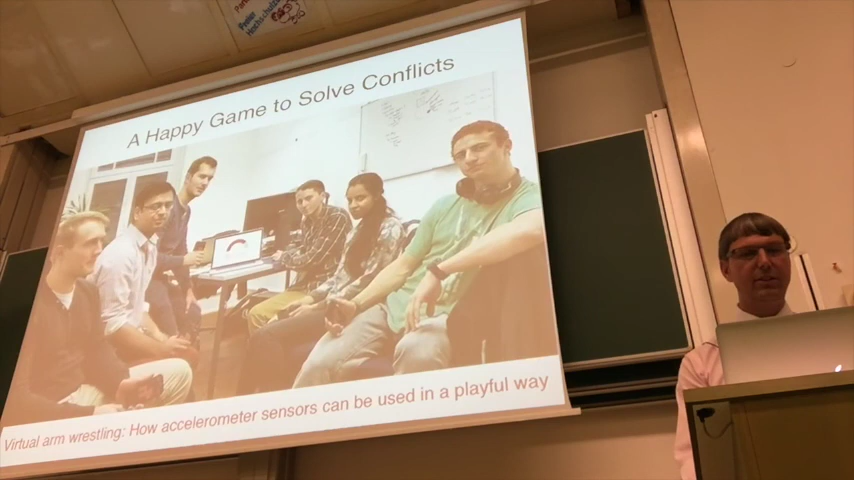 A Happy Game to Solve Conflicts
Virtual arm wrestling: How accelerometer sensors can be used in a playful way